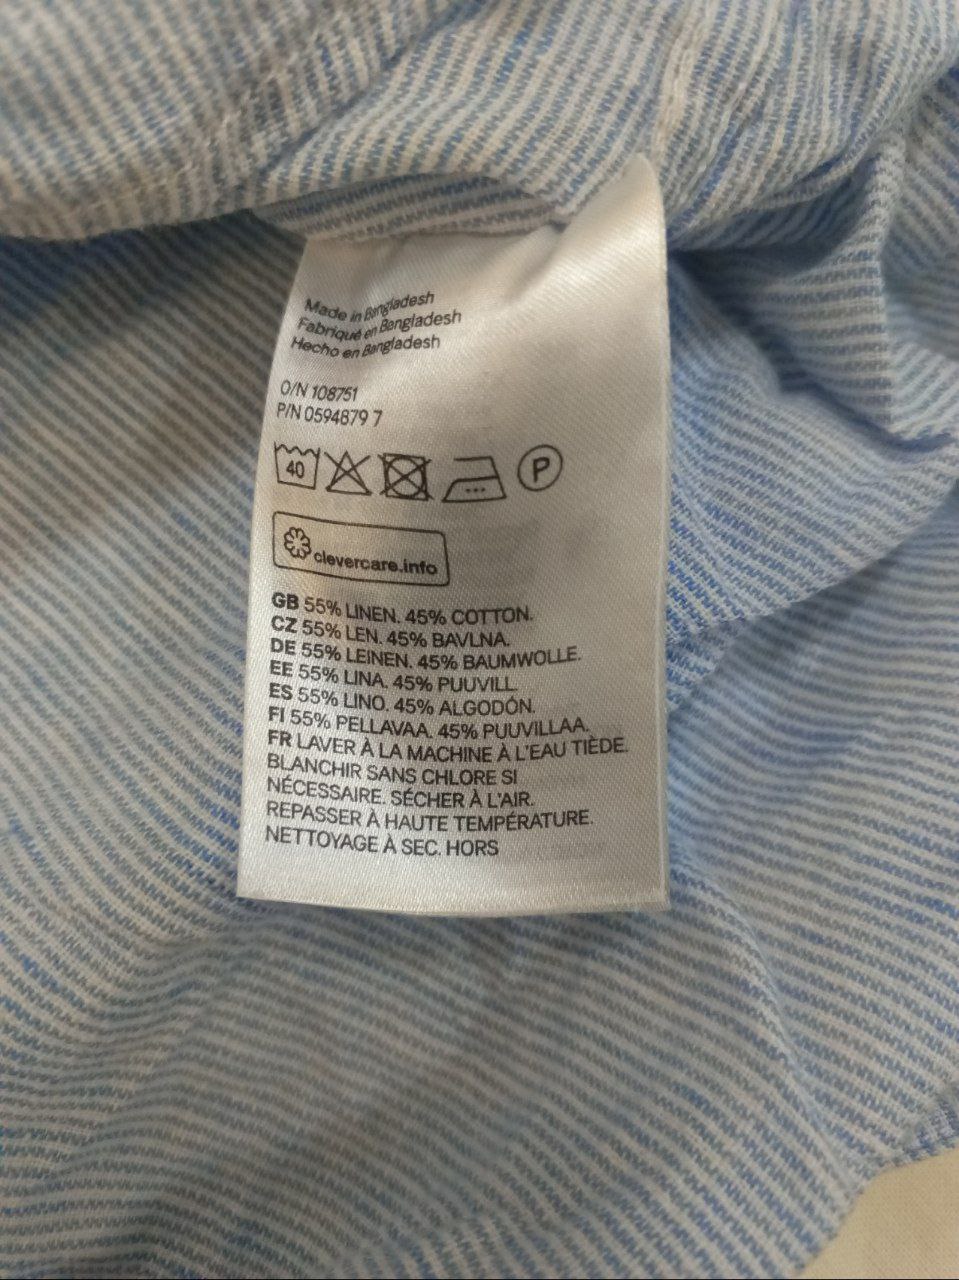 Made in Bangladesh
Fabriqué en Bangladesh
Hecho en Bangladesh
O/N 108751
P/N 0594879 7
40 P
clevercare.info
GB 55% LINEN. 45% COTTON.
CZ 55% LEN. 45% BAVLNA.
DE 55% LEINEN. 45% BAUMWOLLE.
EE 55% LINA. 45% PUUVILL.
ES 55% LINO. 45% ALGODÓN.
FI 55% PELLAVAA. 45% PUUVILLAA.
FR LAVER À LA MACHINE À L'EAU TIÈDE.
BLANCHIR SANS CHLORE SI
NÉCESSAIRE. SÉCHER À L'AIR.
REPASSER À HAUTE TEMPÉRATURE.
NETTOYAGE À SEC. HORS